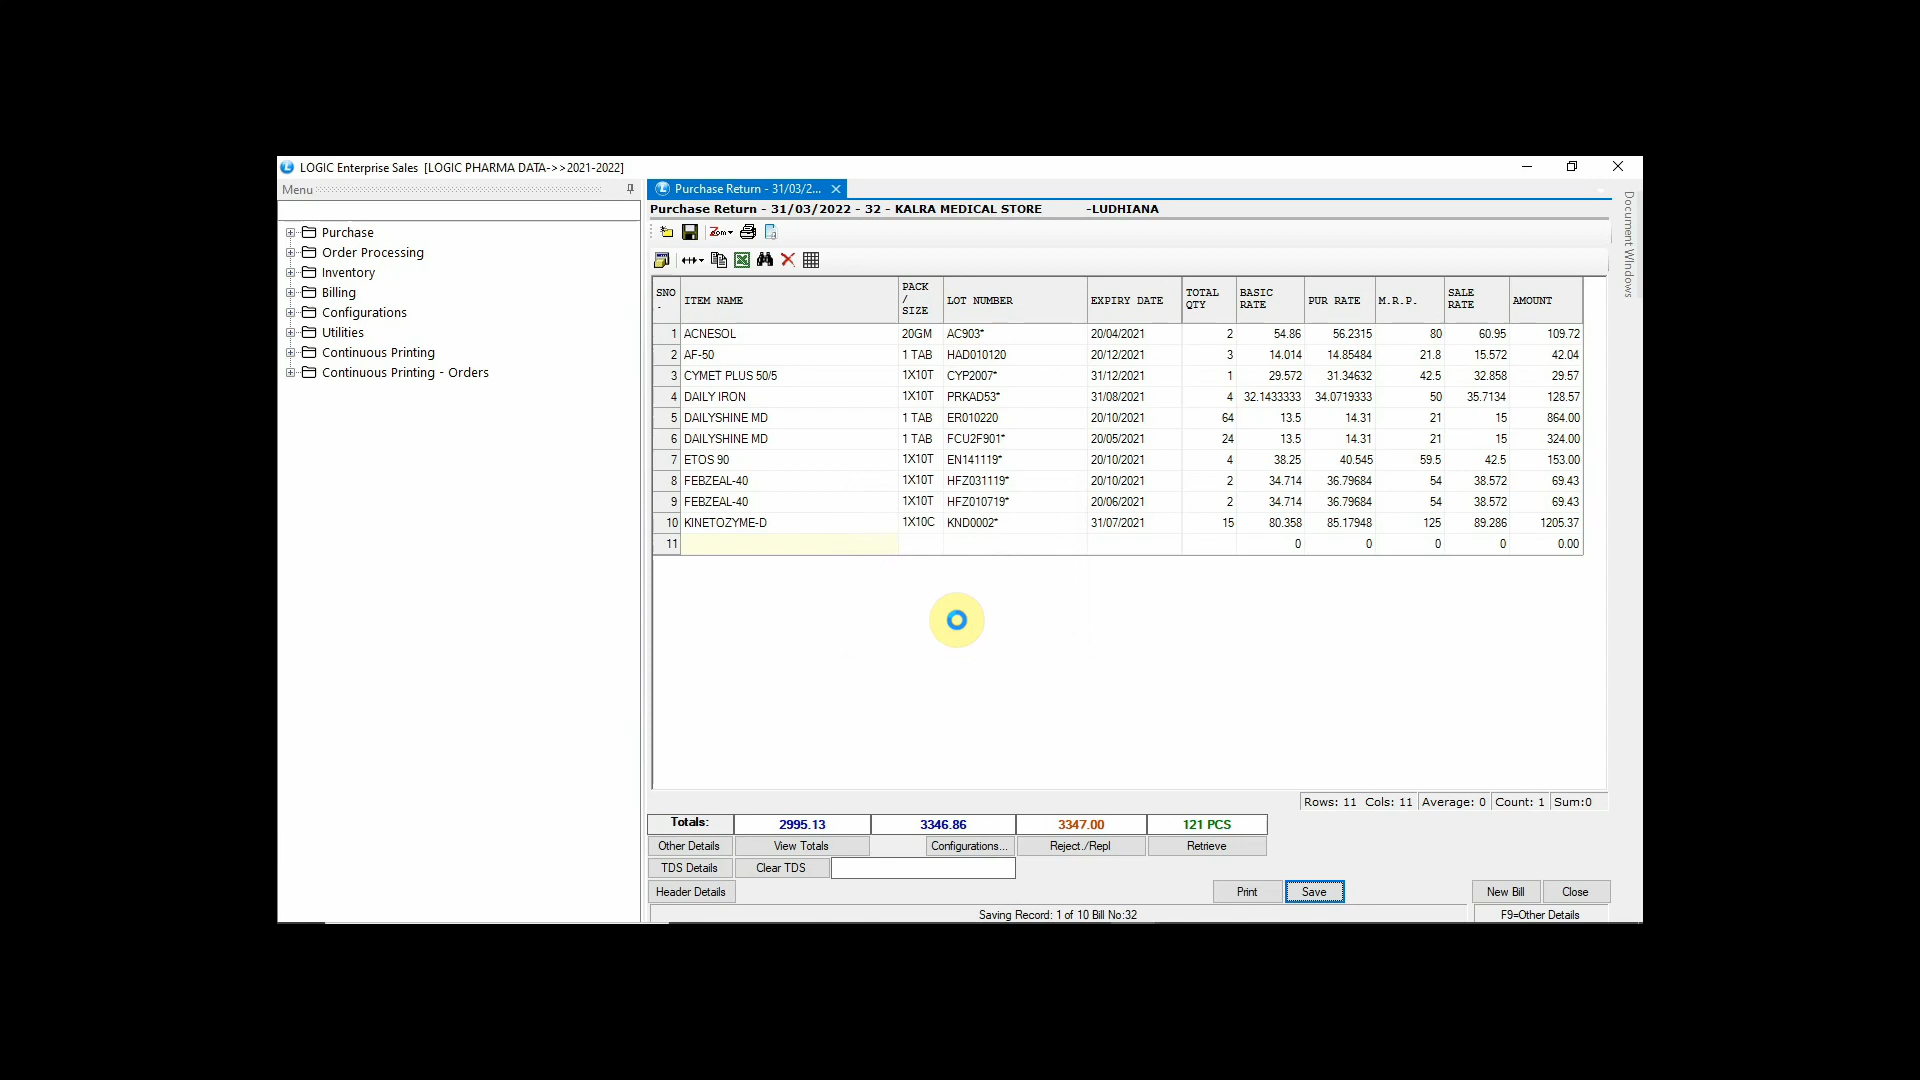 LOGIC Enterprise Sales [LOGIC PHARMA DATA->>2021-2022]
Menu
Purchase
Order Processing
Inventory
Billing
Configurations
Utilities
Continuous Printing
Continuous Printing - Orders
Purchase Return - 31/03/2...
Purchase Return - 31/03/2022 - 32 - KALRA MEDICAL STORE -LUDHIANA
Zom
SNO - ITEM NAME PACK / SIZE LOT NUMBER EXPIRY DATE TOTAL QTY BASIC RATE PUR RATE M.R.P. SALE RATE AMOUNT
1 ACNESOL 20GM AC903* 20/04/2021 2 54.86 56.2315 80 60.95 109.72
2 AF-50 1 TAB HAD010120 20/12/2021 3 14.014 14.85484 21.8 15.572 42.04
3 CYMET PLUS 50/5 1X10T CYP2007* 31/12/2021 1 29.572 31.34632 42.5 32.858 29.57
4 DAILY IRON 1X10T PRKAD53* 31/08/2021 4 32.1433333 34.0719333 50 35.7134 128.57
5 DAILYSHINE MD 1 TAB ER010220 20/10/2021 64 13.5 14.31 21 15 864.00
6 DAILYSHINE MD 1 TAB FCU2F901* 20/05/2021 24 13.5 14.31 21 15 324.00
7 ETOS 90 1X10T EN141119* 20/10/2021 4 38.25 40.545 59.5 42.5 153.00
8 FEBZEAL-40 1X10T HFZ031119* 20/10/2021 2 34.714 36.79684 54 38.572 69.43
9 FEBZEAL-40 1X10T HFZ010719* 20/06/2021 2 34.714 36.79684 54 38.572 69.43
10 KINETOZYME-D 1X10C KND0002* 31/07/2021 15 80.358 85.17948 125 89.286 1205.37
11 0 0 0 0 0.00
Rows: 11 Cols: 11 Average: 0 Count: 1 Sum:0
Totals: 2995.13 3346.86 3347.00 121 PCS
Other Details View Totals Configurations... Reject./Repl Retrieve
TDS Details Clear TDS
Header Details Print Save New Bill Close
Saving Record: 1 of 10 Bill No:32 F9=Other Details
Document Windows